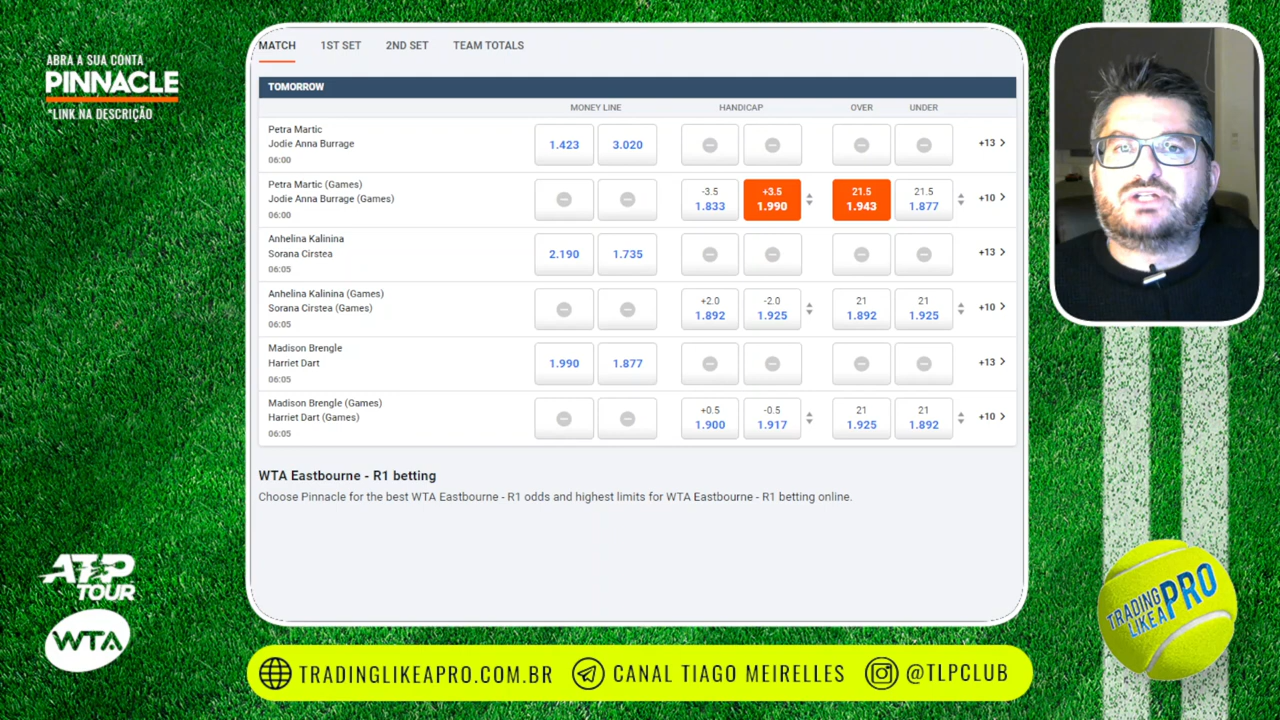 ABRA A SUA CONTA
PINNACLE
*LINK NA DESCRIÇÃO
MATCH 1ST SET 2ND SET TEAM TOTALS
TOMORROW
MONEY LINE HANDICAP OVER UNDER
Petra Martic
Jodie Anna Burrage
06:00
1.423 3.020 +13
Petra Martic (Games)
Jodie Anna Burrage (Games)
06:00
-3.5 +3.5 21.5 21.5
1.833 1.990 1.943 1.877 +10
Anhelina Kalinina
Sorana Cirstea
06:05
2.190 1.735 +13
Anhelina Kalinina (Games)
Sorana Cirstea (Games)
06:05
+2.0 -2.0 21 21
1.892 1.925 1.892 1.925 +10
Madison Brengle
Harriet Dart
06:05
1.990 1.877 +13
Madison Brengle (Games)
Harriet Dart (Games)
06:05
+0.5 -0.5 21 21
1.900 1.917 1.925 1.892 +10
WTA Eastbourne - R1 betting
Choose Pinnacle for the best WTA Eastbourne - R1 odds and highest limits for WTA Eastbourne - R1 betting online.
ATP
TOUR
WTA
TRADING
LIKE A
PRO
TRADINGLIKEAPRO.COM.BR CANAL TIAGO MEIRELLES @TLPCLUB